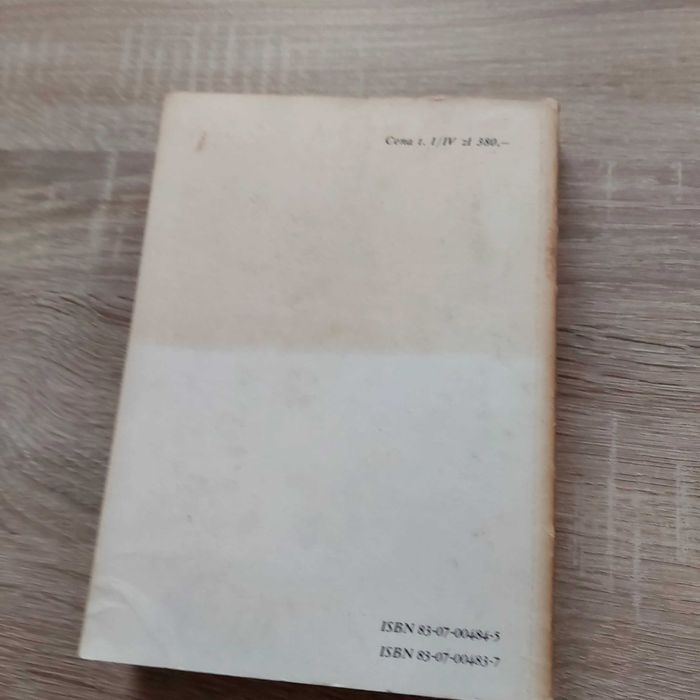 Cena t. I/IV zł 380.—
ISBN 83-07-00484-5
ISBN 83-07-00483-7